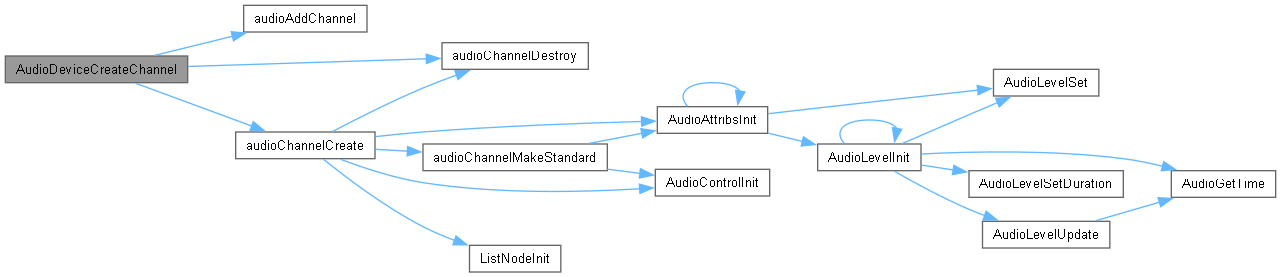 audioAddChannel
audioChannelDestroy
AudioDeviceCreateChannel
AudioLevelSet
AudioAttribsInit
audioChannelCreate
audioChannelMakeStandard
AudioLevelInit
AudioControlInit
AudioLevelSetDuration
AudioGetTime
AudioLevelUpdate
ListNodeInit